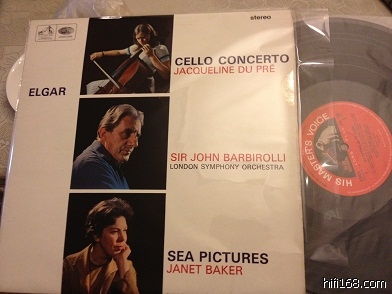 stereo
CELLO CONCERTO
JACQUELINE DU PRÉ
ELGAR
SIR JOHN BARBIROLLI
LONDON SYMPHONY ORCHESTRA
SEA PICTURES
JANET BAKER
HIS MASTER'S VOICE
hifi168.com